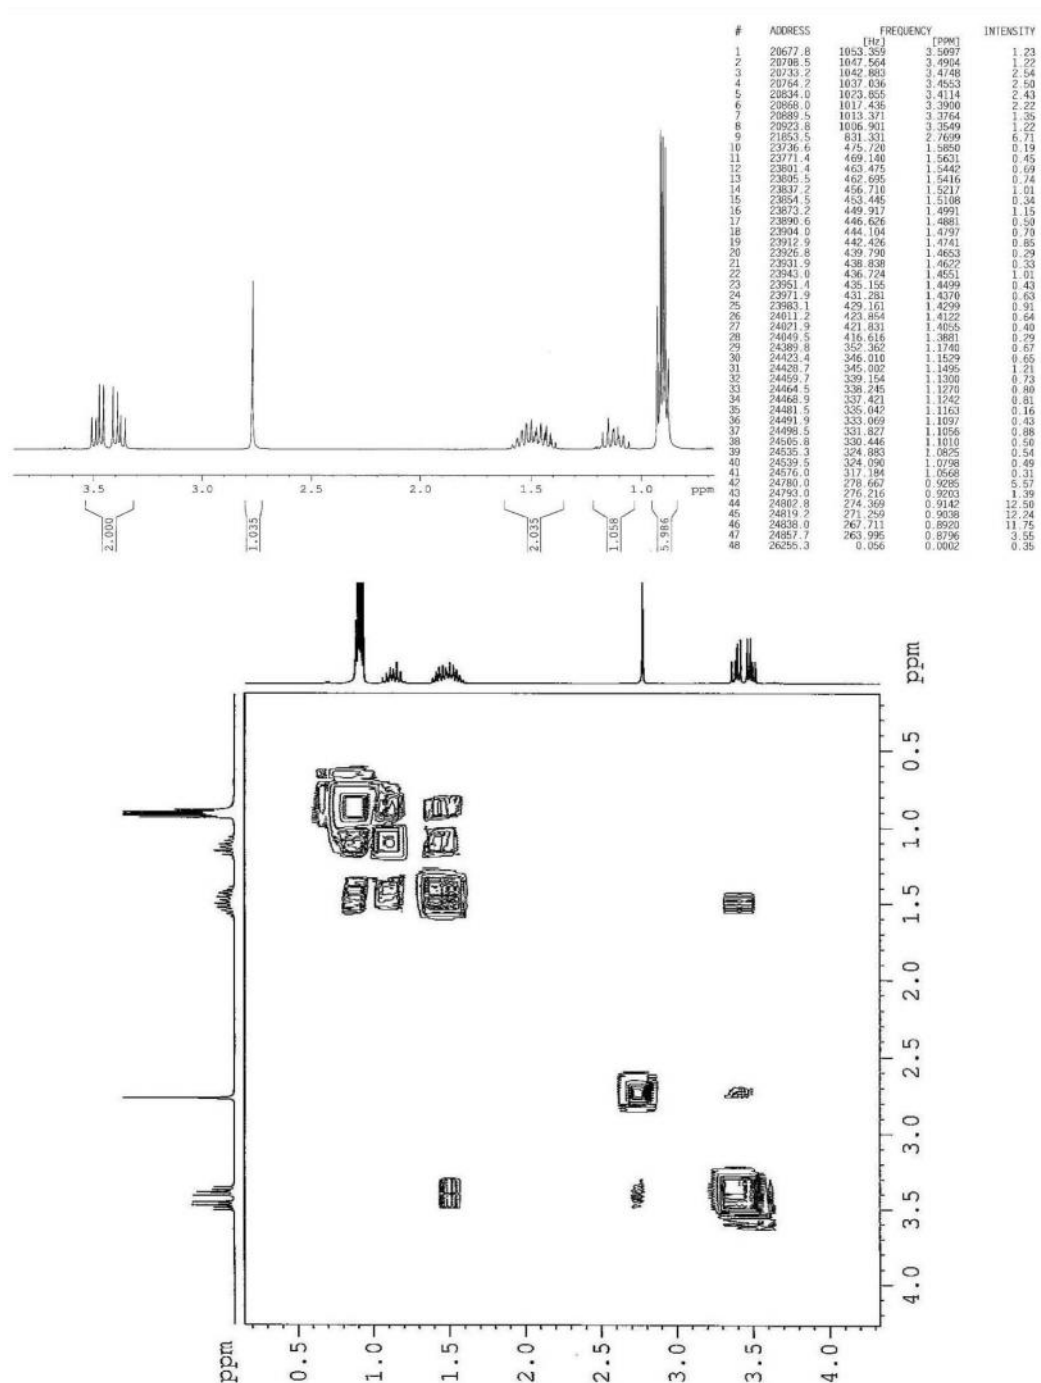 # ADDRESS FREQUENCY INTENSITY
[Hz] [PPM]
1 20677.8 1053.359 3.5097 1.23
2 20708.5 1047.564 3.4904 1.22
3 20733.2 1042.883 3.4748 2.54
4 20764.2 1037.036 3.4553 2.50
5 20834.0 1023.855 3.4114 2.43
6 20868.0 1017.435 3.3900 2.22
7 20889.5 1013.371 3.3764 1.35
8 20923.8 1006.901 3.3549 1.22
9 21853.5 831.331 2.7699 6.71
10 23736.6 475.720 1.5850 0.19
11 23771.4 469.140 1.5631 0.45
12 23801.4 463.475 1.5442 0.69
13 23805.5 462.695 1.5416 0.74
14 23837.2 456.710 1.5217 1.01
15 23854.5 453.445 1.5108 0.34
16 23873.2 449.917 1.4991 1.15
17 23890.6 446.626 1.4881 0.50
18 23904.0 444.104 1.4797 0.70
19 23912.9 442.426 1.4741 0.85
20 23926.8 439.790 1.4653 0.29
21 23931.9 438.838 1.4622 0.33
22 23943.0 436.724 1.4551 1.01
23 23951.4 435.155 1.4499 0.43
24 23971.9 431.281 1.4370 0.63
25 23983.1 429.161 1.4299 0.91
26 24011.2 423.854 1.4122 0.64
27 24021.9 421.831 1.4055 0.40
28 24049.5 416.616 1.3881 0.29
29 24389.8 352.362 1.1740 0.67
30 24423.4 346.010 1.1529 0.65
31 24428.7 345.002 1.1495 1.21
32 24459.7 339.154 1.1300 0.73
33 24464.5 338.245 1.1270 0.80
34 24468.9 337.421 1.1242 0.81
35 24481.5 335.042 1.1163 0.16
36 24491.9 333.069 1.1097 0.43
37 24498.5 331.827 1.1056 0.88
38 24505.8 330.446 1.1010 0.50
39 24535.3 324.883 1.0825 0.54
40 24539.5 324.090 1.0798 0.49
41 24576.0 317.184 1.0568 0.31
42 24780.0 278.667 0.9285 5.57
43 24793.0 276.216 0.9203 1.39
44 24802.8 274.369 0.9142 12.50
45 24819.2 271.259 0.9038 12.24
46 24838.0 267.711 0.8920 11.75
47 24857.7 263.995 0.8796 3.55
48 26255.3 0.056 0.0002 0.35
3.5 3.0 2.5 2.0 1.5 1.0 ppm
2.000 1.035 2.035 1.058 5.986
ppm
0.5
1.0
1.5
2.0
2.5
3.0
3.5
4.0
ppm 0.5 1.0 1.5 2.0 2.5 3.0 3.5 4.0